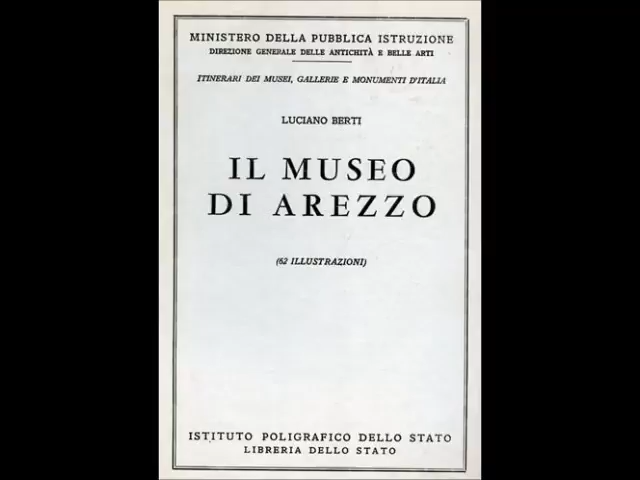 MINISTERO DELLA PUBBLICA ISTRUZIONE
DIREZIONE GENERALE DELLE ANTICHITÀ E BELLE ARTI
ITINERARI DEI MUSEI, GALLERIE E MONUMENTI D'ITALIA
LUCIANO BERTI
IL MUSEO
DI AREZZO
(62 ILLUSTRAZIONI)
ISTITUTO POLIGRAFICO DELLO STATO
LIBRERIA DELLO STATO